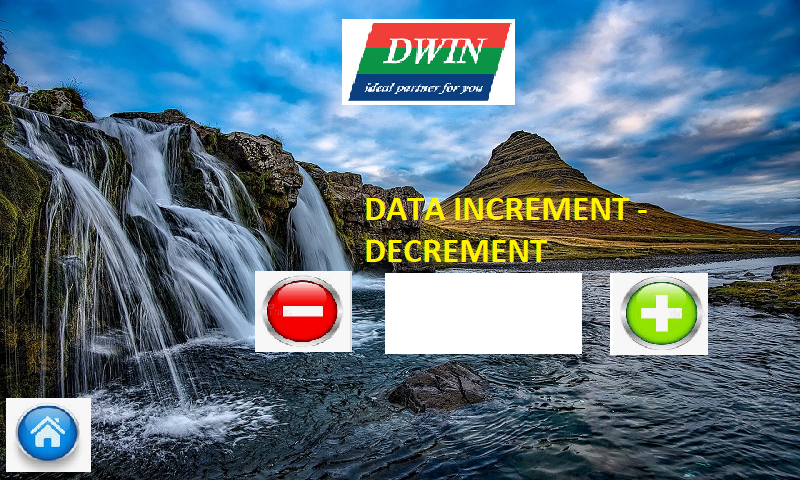 DWIN
ideal partner for you
DATA INCREMENT -
DECREMENT